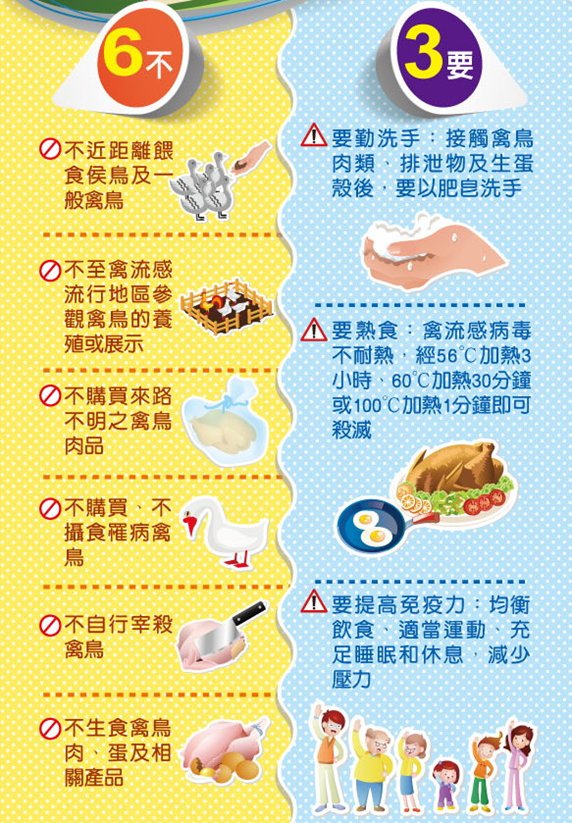 6不
不近距離餵
食侯鳥及一
般禽鳥
不至禽流感
流行地區參
觀禽鳥的養
殖或展示
不購買來路
不明之禽鳥
肉品
不購買、不
攝食罹病禽
鳥
不自行宰殺
禽鳥
不生食禽鳥
肉、蛋及相
關產品
3要
要勤洗手：接觸禽鳥
肉類、排泄物及生蛋
殼後，要以肥皂洗手
要熟食：禽流感病毒
不耐熱，經56℃加熱3
小時、60℃加熱30分鐘
或100℃加熱1分鐘即可
殺滅
要提高免疫力：均衡
飲食、適當運動、充
足睡眠和休息，減少
壓力